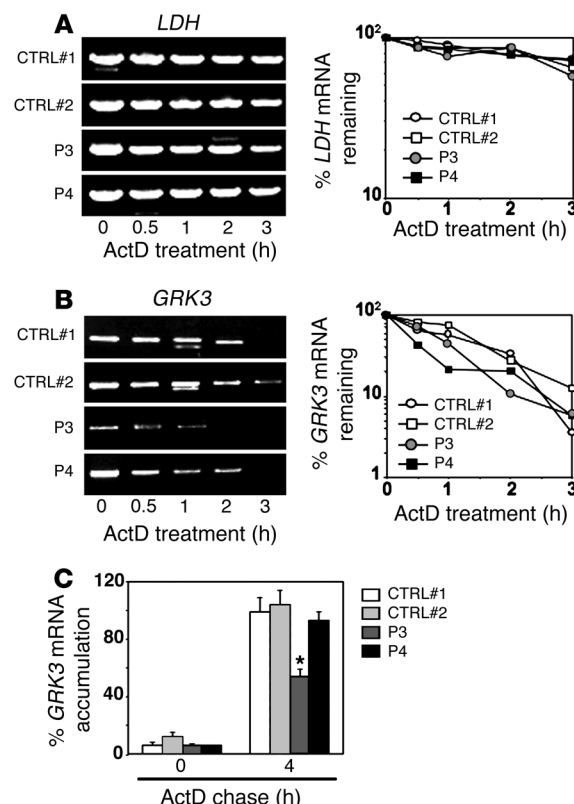 A
LDH
CTRL#1
CTRL#2
P3
P4
0 0.5 1 2 3
ActD treatment (h)
% LDH mRNA
remaining
10²
10
CTRL#1
CTRL#2
P3
P4
0 1 2 3
ActD treatment (h)
B
GRK3
CTRL#1
CTRL#2
P3
P4
0 0.5 1 2 3
ActD treatment (h)
% GRK3 mRNA
remaining
10²
10
1
CTRL#1
CTRL#2
P3
P4
0 1 2 3
ActD treatment (h)
C
% GRK3 mRNA
accumulation
120
80
40
0
*
CTRL#1
CTRL#2
P3
P4
0 4
ActD chase (h)